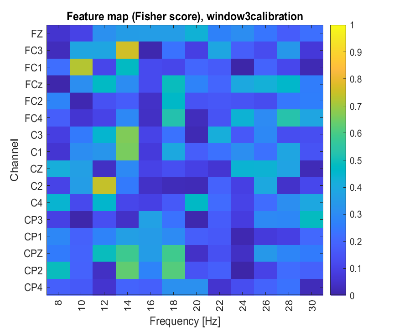 Feature map (Fisher score), window3calibration
FZ
FC3
FC1
FCz
FC2
FC4
C3
C1
CZ
C2
C4
CP3
CP1
CPZ
CP2
CP4
Channel
8 10 12 14 16 18 20 22 24 26 28 30
Frequency [Hz]
1
0.9
0.8
0.7
0.6
0.5
0.4
0.3
0.2
0.1
0